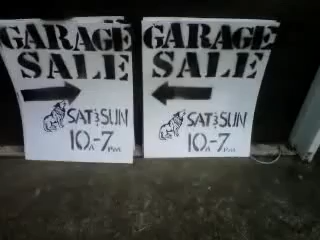 GARAGE
SALE
SAT & SUN
10A-7PM
GARAGE
SALE
SAT & SUN
10A-7PM